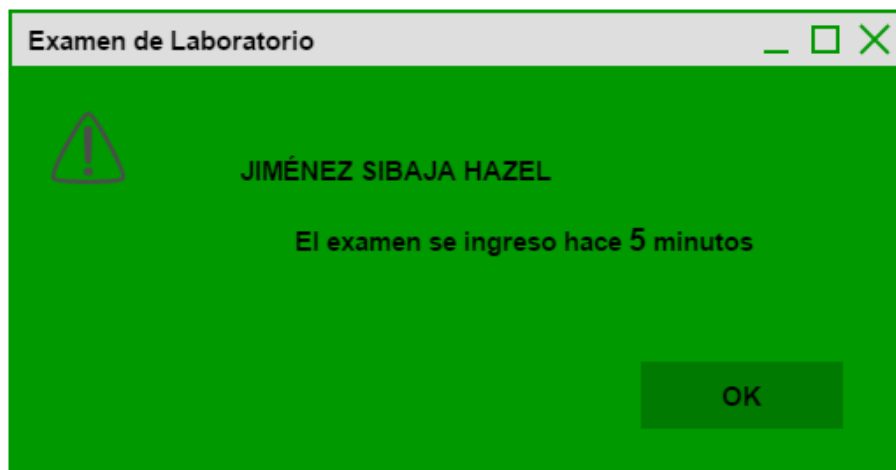 Examen de Laboratorio
JIMÉNEZ SIBAJA HAZEL
El examen se ingreso hace 5 minutos
OK